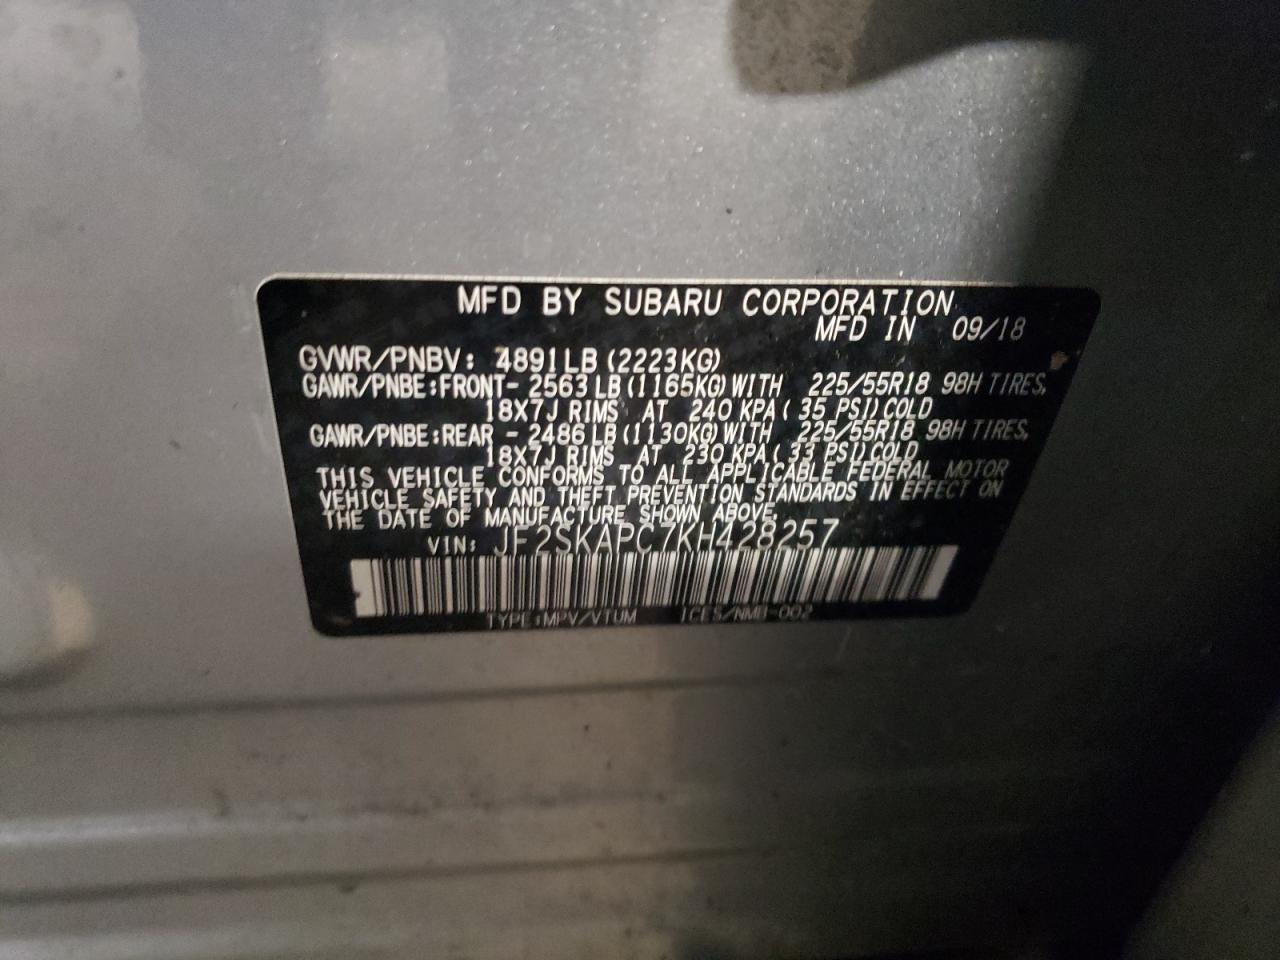 MFD BY SUBARU CORPORATION
MFD IN 09/18
GVWR/PNBV: 4891LB (2223KG)
GAWR/PNBE:FRONT- 2563LB(1165KG)WITH 225/55R18 98H TIRES,
18X7J RIMS AT 240 KPA( 35 PSI)COLD
GAWR/PNBE:REAR - 2486LB(1130KG)WITH 225/55R18 98H TIRES,
18X7J RIMS AT 230 KPA( 33 PSI)COLD
THIS VEHICLE CONFORMS TO ALL APPLICABLE FEDERAL MOTOR
VEHICLE SAFETY AND THEFT PREVENTION STANDARDS IN EFFECT ON
THE DATE OF MANUFACTURE SHOWN ABOVE.
VIN: JF2SKAPC7KH428257
TYPE:MPV/VTUM ICES/NMB-002